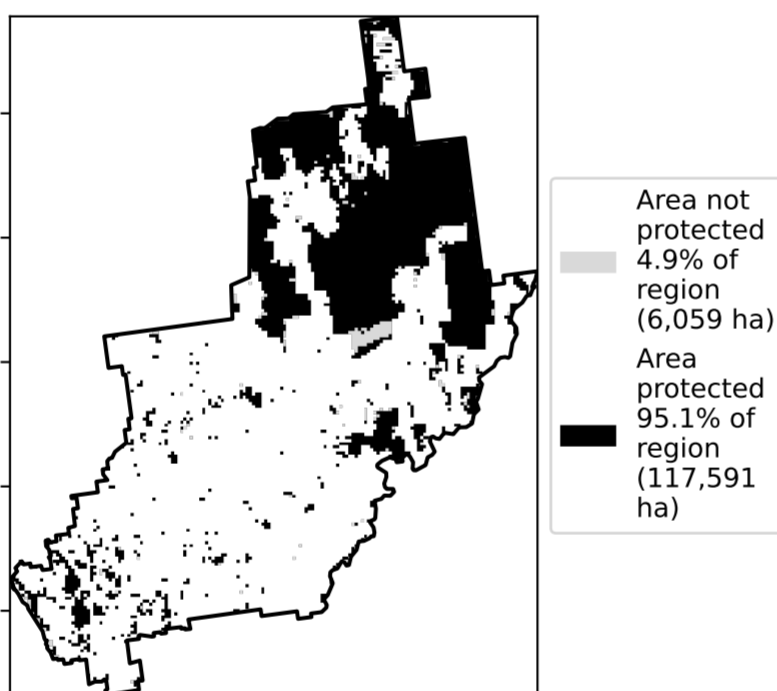 Area not
protected
4.9% of
region
(6,059 ha)
Area
protected
95.1% of
region
(117,591
ha)